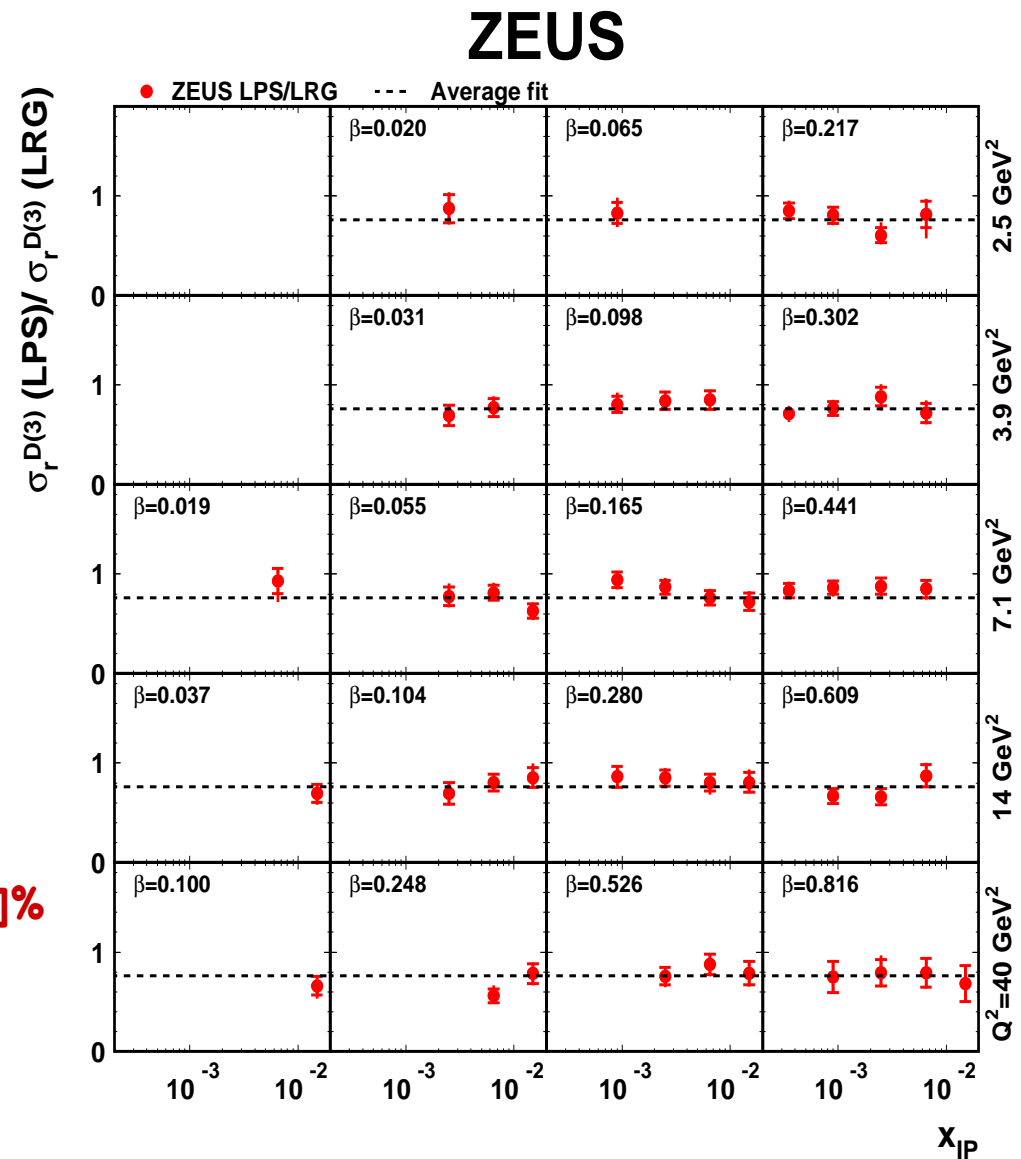 ZEUS
ZEUS LPS/LRG --- Average fit
σ_r^D(3) (LPS)/ σ_r^D(3) (LRG)
β=0.020 β=0.065 β=0.217
1
0
2.5 GeV²
β=0.031 β=0.098 β=0.302
1
0
3.9 GeV²
β=0.019 β=0.055 β=0.165 β=0.441
1
0
7.1 GeV²
β=0.037 β=0.104 β=0.280 β=0.609
1
0
14 GeV²
]%
β=0.100 β=0.248 β=0.526 β=0.816
1
0
Q²=40 GeV²
10⁻³ 10⁻² 10⁻³ 10⁻² 10⁻³ 10⁻² 10⁻³ 10⁻²
x_IP